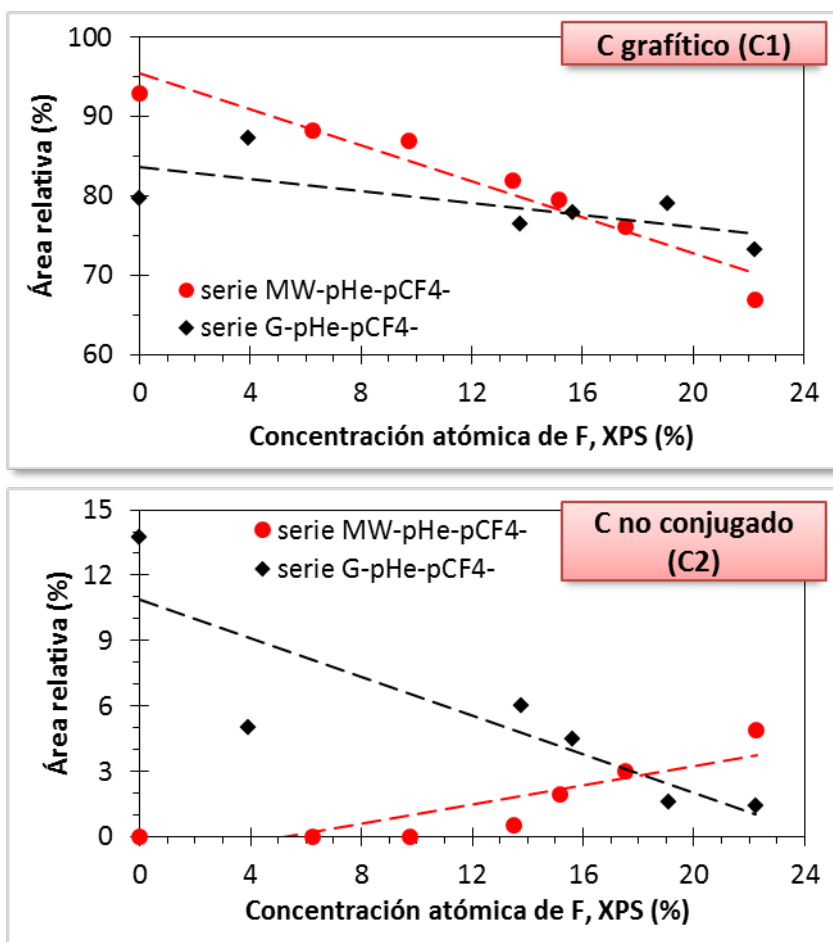 C grafítico (C1)
100
90
80
70
60
Área relativa (%)
serie MW-pHe-pCF4-
serie G-pHe-pCF4-
0 4 8 12 16 20 24
Concentración atómica de F, XPS (%)
C no conjugado
(C2)
15
12
9
6
3
0
Área relativa (%)
serie MW-pHe-pCF4-
serie G-pHe-pCF4-
0 4 8 12 16 20 24
Concentración atómica de F, XPS (%)